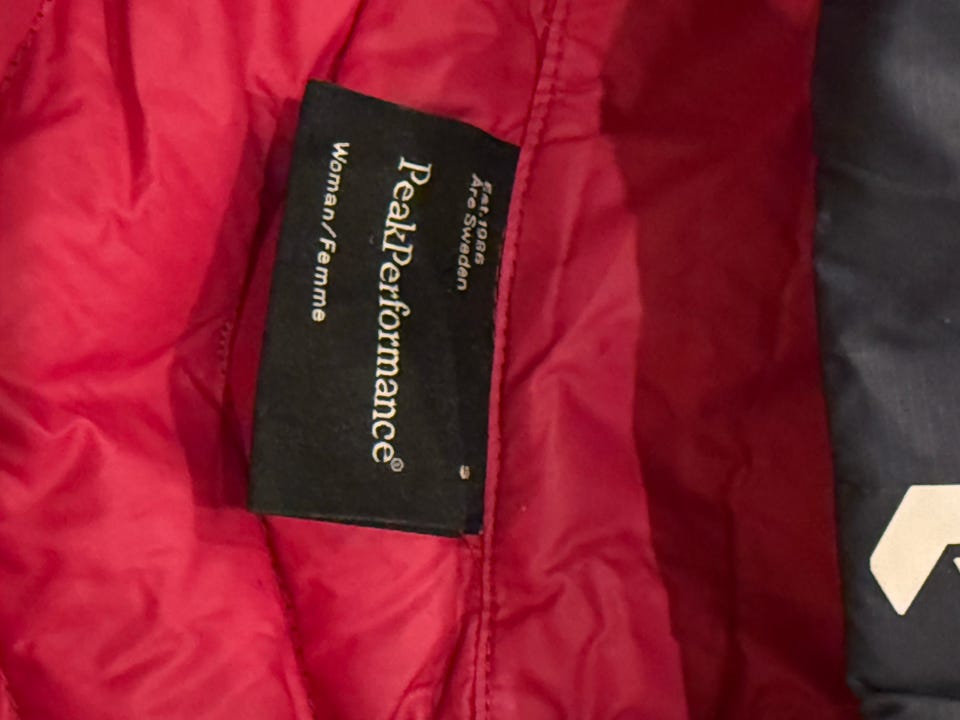 Est.1986
Åre Sweden
PeakPerformance®
Woman/Femme